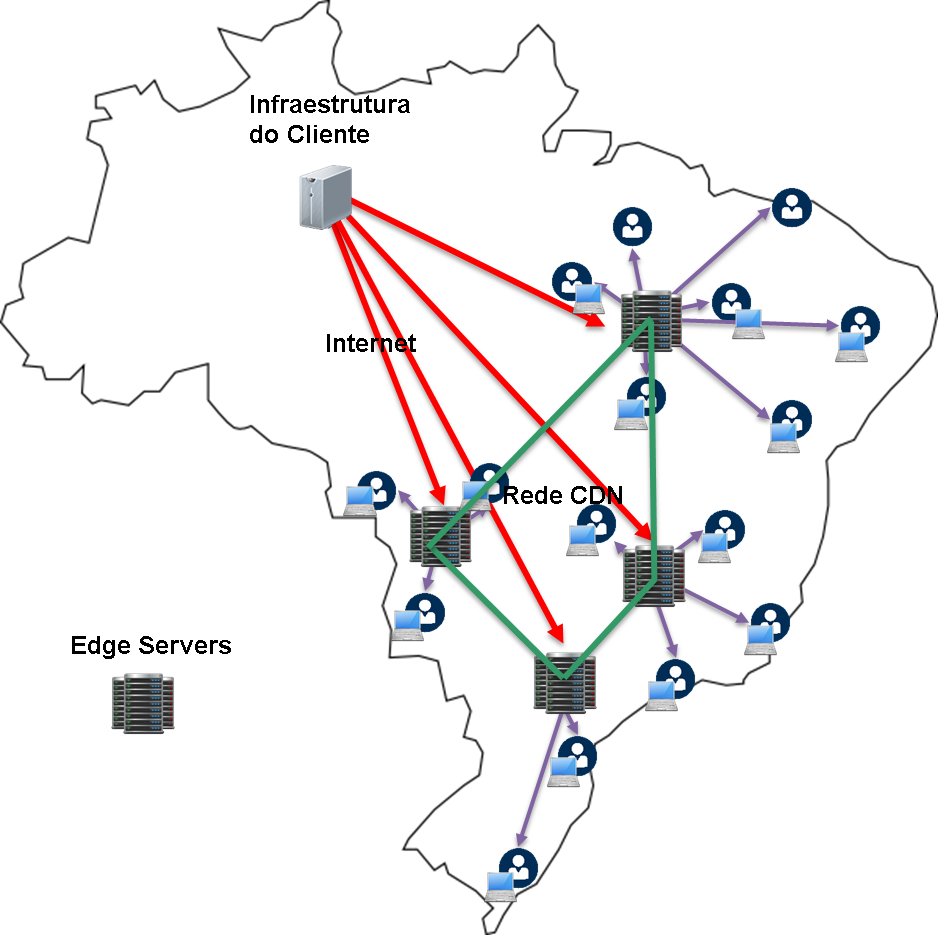 Infraestrutura
do Cliente
Internet
Rede CDN
Edge Servers